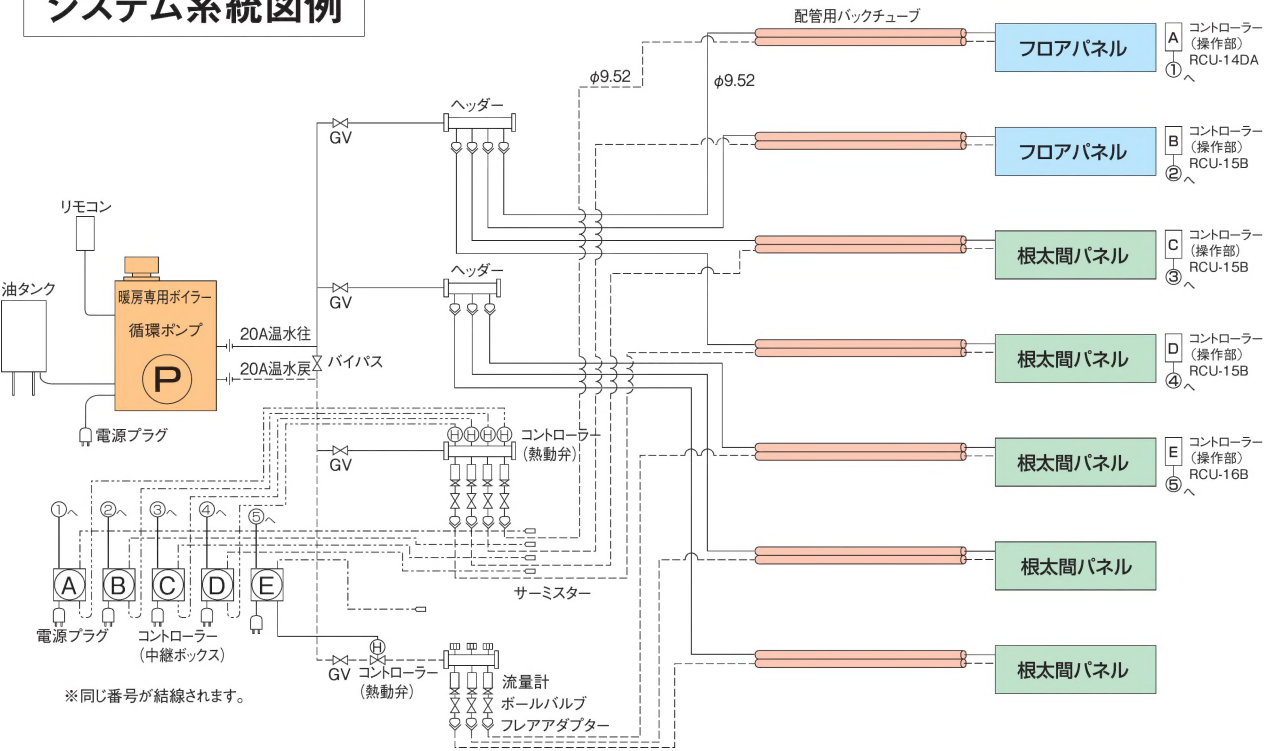 システム系統図例
配管用バックチューブ
フロアパネル
A
コントローラー
(操作部)
RCU-14DA
①へ
φ9.52
φ9.52
ヘッダー
GV
フロアパネル
B
コントローラー
(操作部)
RCU-15B
②へ
リモコン
根太間パネル
C
コントローラー
(操作部)
RCU-15B
③へ
油タンク
暖房専用ボイラー
循環ポンプ
P
ヘッダー
GV
20A温水往
20A温水戻
バイパス
根太間パネル
D
コントローラー
(操作部)
RCU-15B
④へ
電源プラグ
H H H H
コントローラー
(熱動弁)
GV
根太間パネル
E
コントローラー
(操作部)
RCU-16B
⑤へ
①へ
②へ
③へ
④へ
⑤へ
A
B
C
D
E
サーミスター
根太間パネル
電源プラグ
コントローラー
(中継ボックス)
H
GV
コントローラー
(熱動弁)
流量計
ボールバルブ
フレアアダプター
根太間パネル
※同じ番号が結線されます。